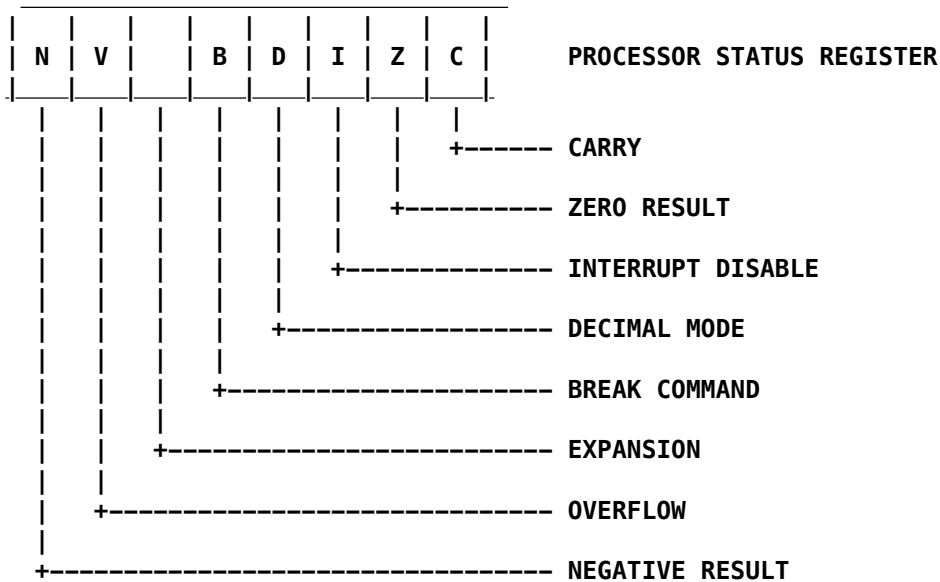 N V B D I Z C PROCESSOR STATUS REGISTER
CARRY
ZERO RESULT
INTERRUPT DISABLE
DECIMAL MODE
BREAK COMMAND
EXPANSION
OVERFLOW
NEGATIVE RESULT